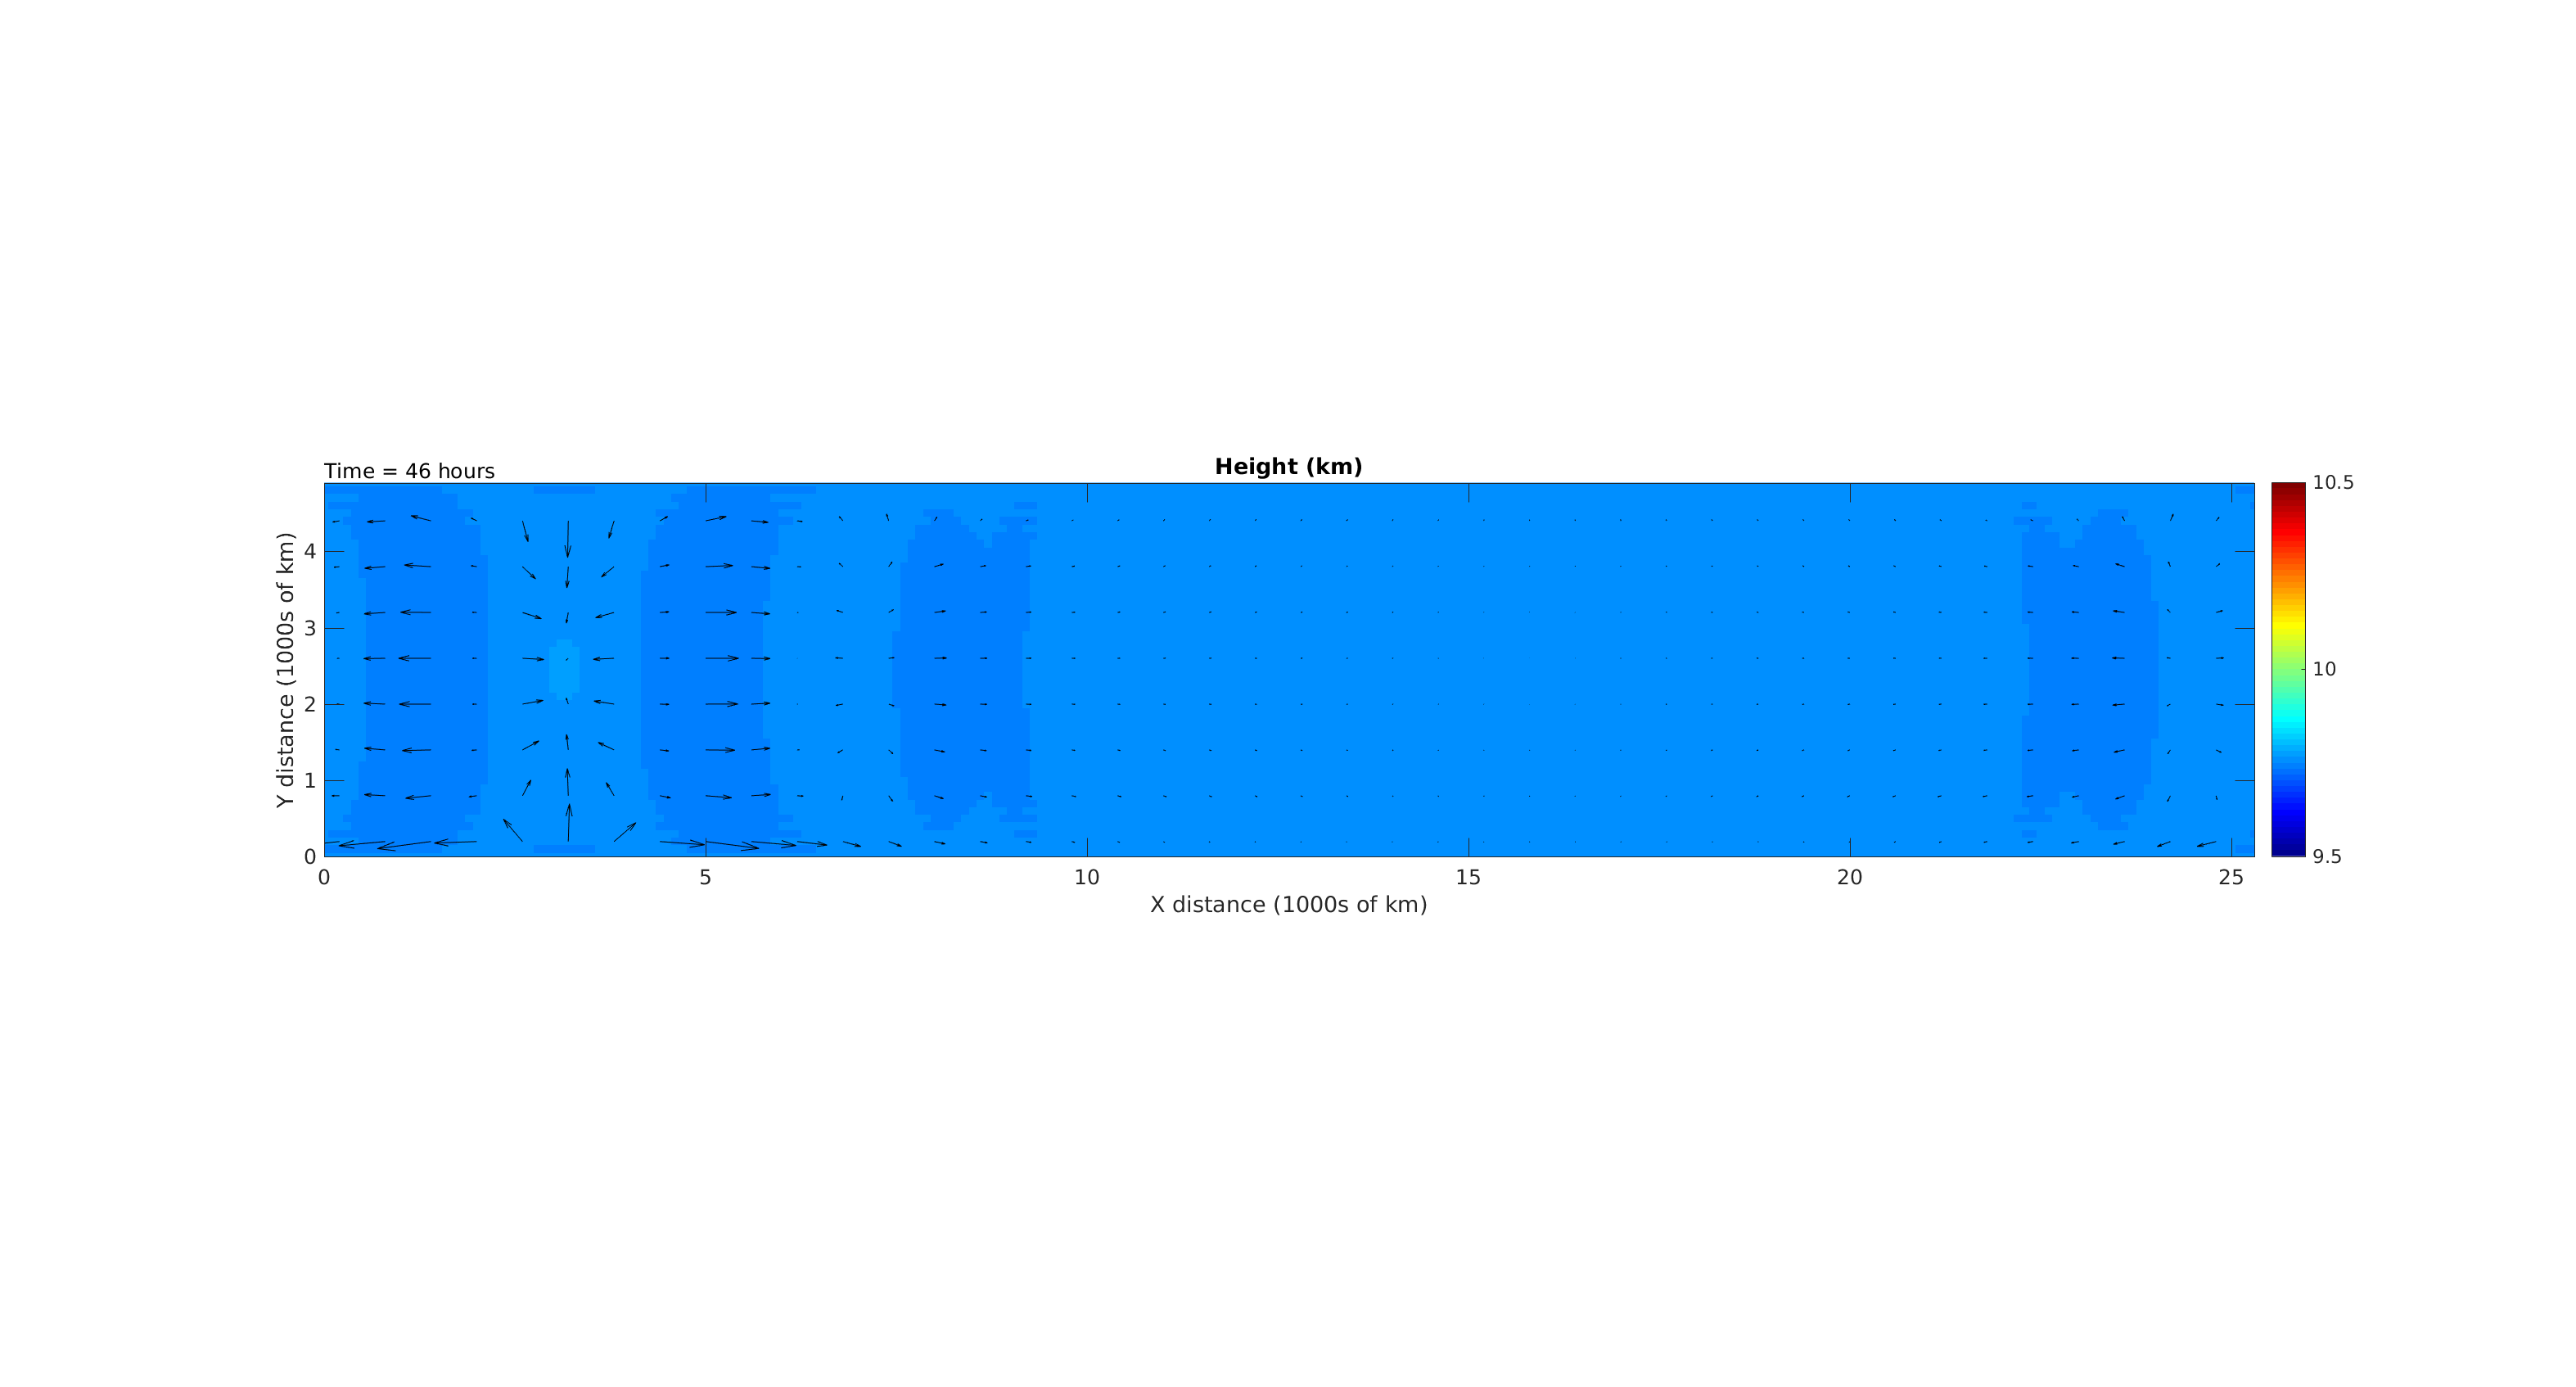 Time = 46 hours
Height (km)
Y distance (1000s of km)
4
3
2
1
0
0 5 10 15 20 25
X distance (1000s of km)
10.5
10
9.5